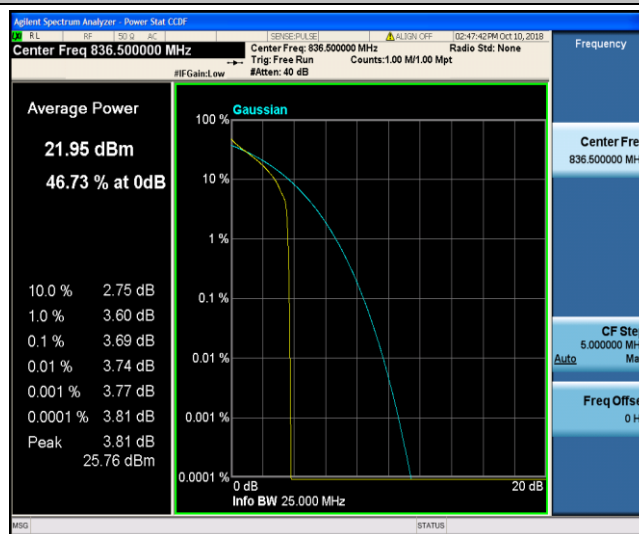 Agilent Spectrum Analyzer - Power Stat CCDF
RL RF 50 Ω AC SENSE:PULSE ALIGN OFF 02:47:42 PM Oct 10, 2018
Center Freq 836.500000 MHz
Center Freq: 836.500000 MHz Radio Std: None
Trig: Free Run Counts:1.00 M/1.00 Mpt
#IFGain:Low #Atten: 40 dB
Frequency
Average Power
21.95 dBm
46.73 % at 0dB
10.0 % 2.75 dB
1.0 % 3.60 dB
0.1 % 3.69 dB
0.01 % 3.74 dB
0.001 % 3.77 dB
0.0001 % 3.81 dB
Peak 3.81 dB
25.76 dBm
Gaussian
100 %
10 %
1 %
0.1 %
0.01 %
0.001 %
0.0001 %
0 dB 20 dB
Info BW 25.000 MHz
Center Fre
836.500000 MH
CF Ste
5.000000 MH
Auto Ma
Freq Offse
0 H
MSG STATUS